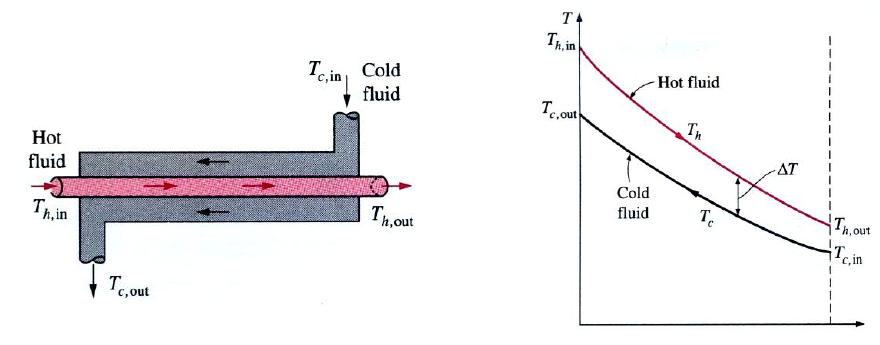 T_c,in
Cold
fluid
Hot
fluid
T_h,in
T_h,out
T_c,out
T
T_h,in
Hot fluid
T_c,out
T_h
ΔT
Cold
fluid
T_c
T_h,out
T_c,in